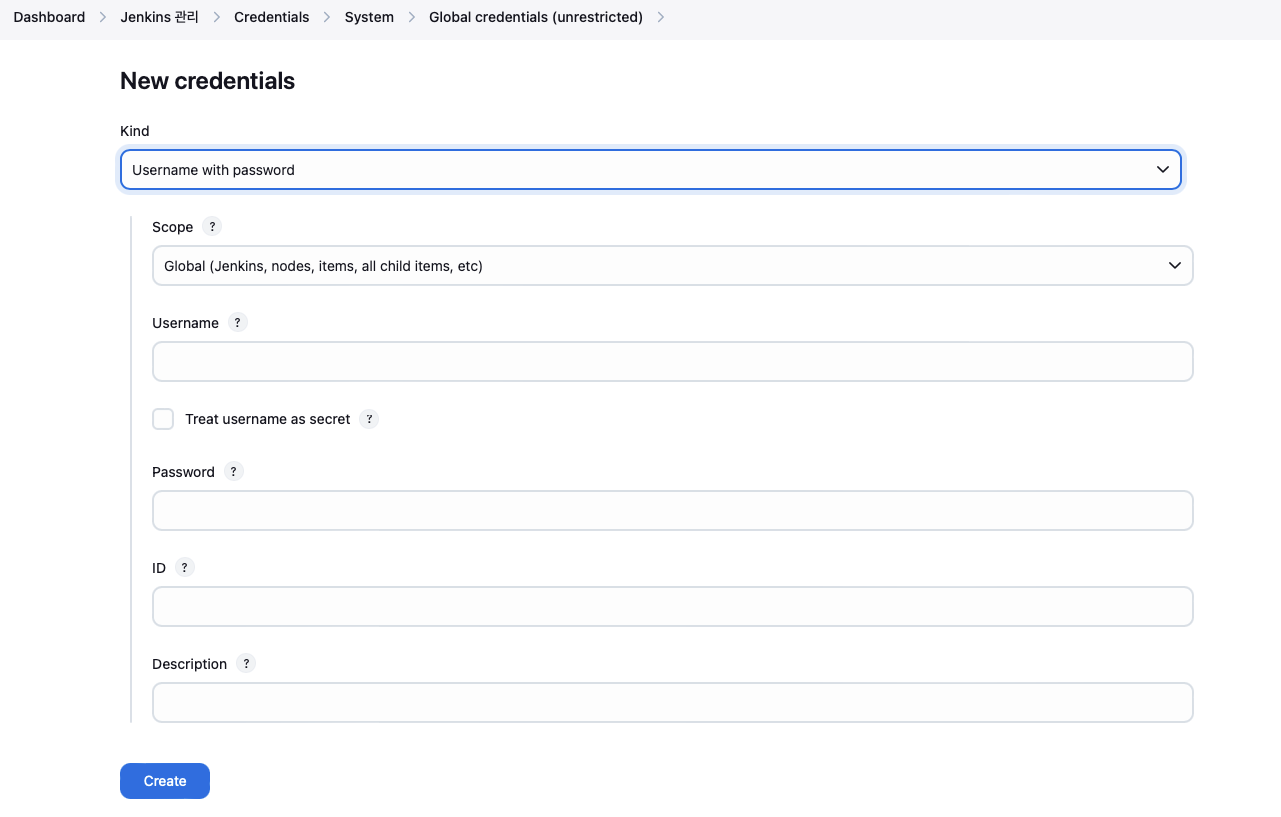 Dashboard > Jenkins 관리 > Credentials > System > Global credentials (unrestricted) >
New credentials
Kind
Username with password
Scope ?
Global (Jenkins, nodes, items, all child items, etc)
Username ?
Treat username as secret ?
Password ?
ID ?
Description ?
Create